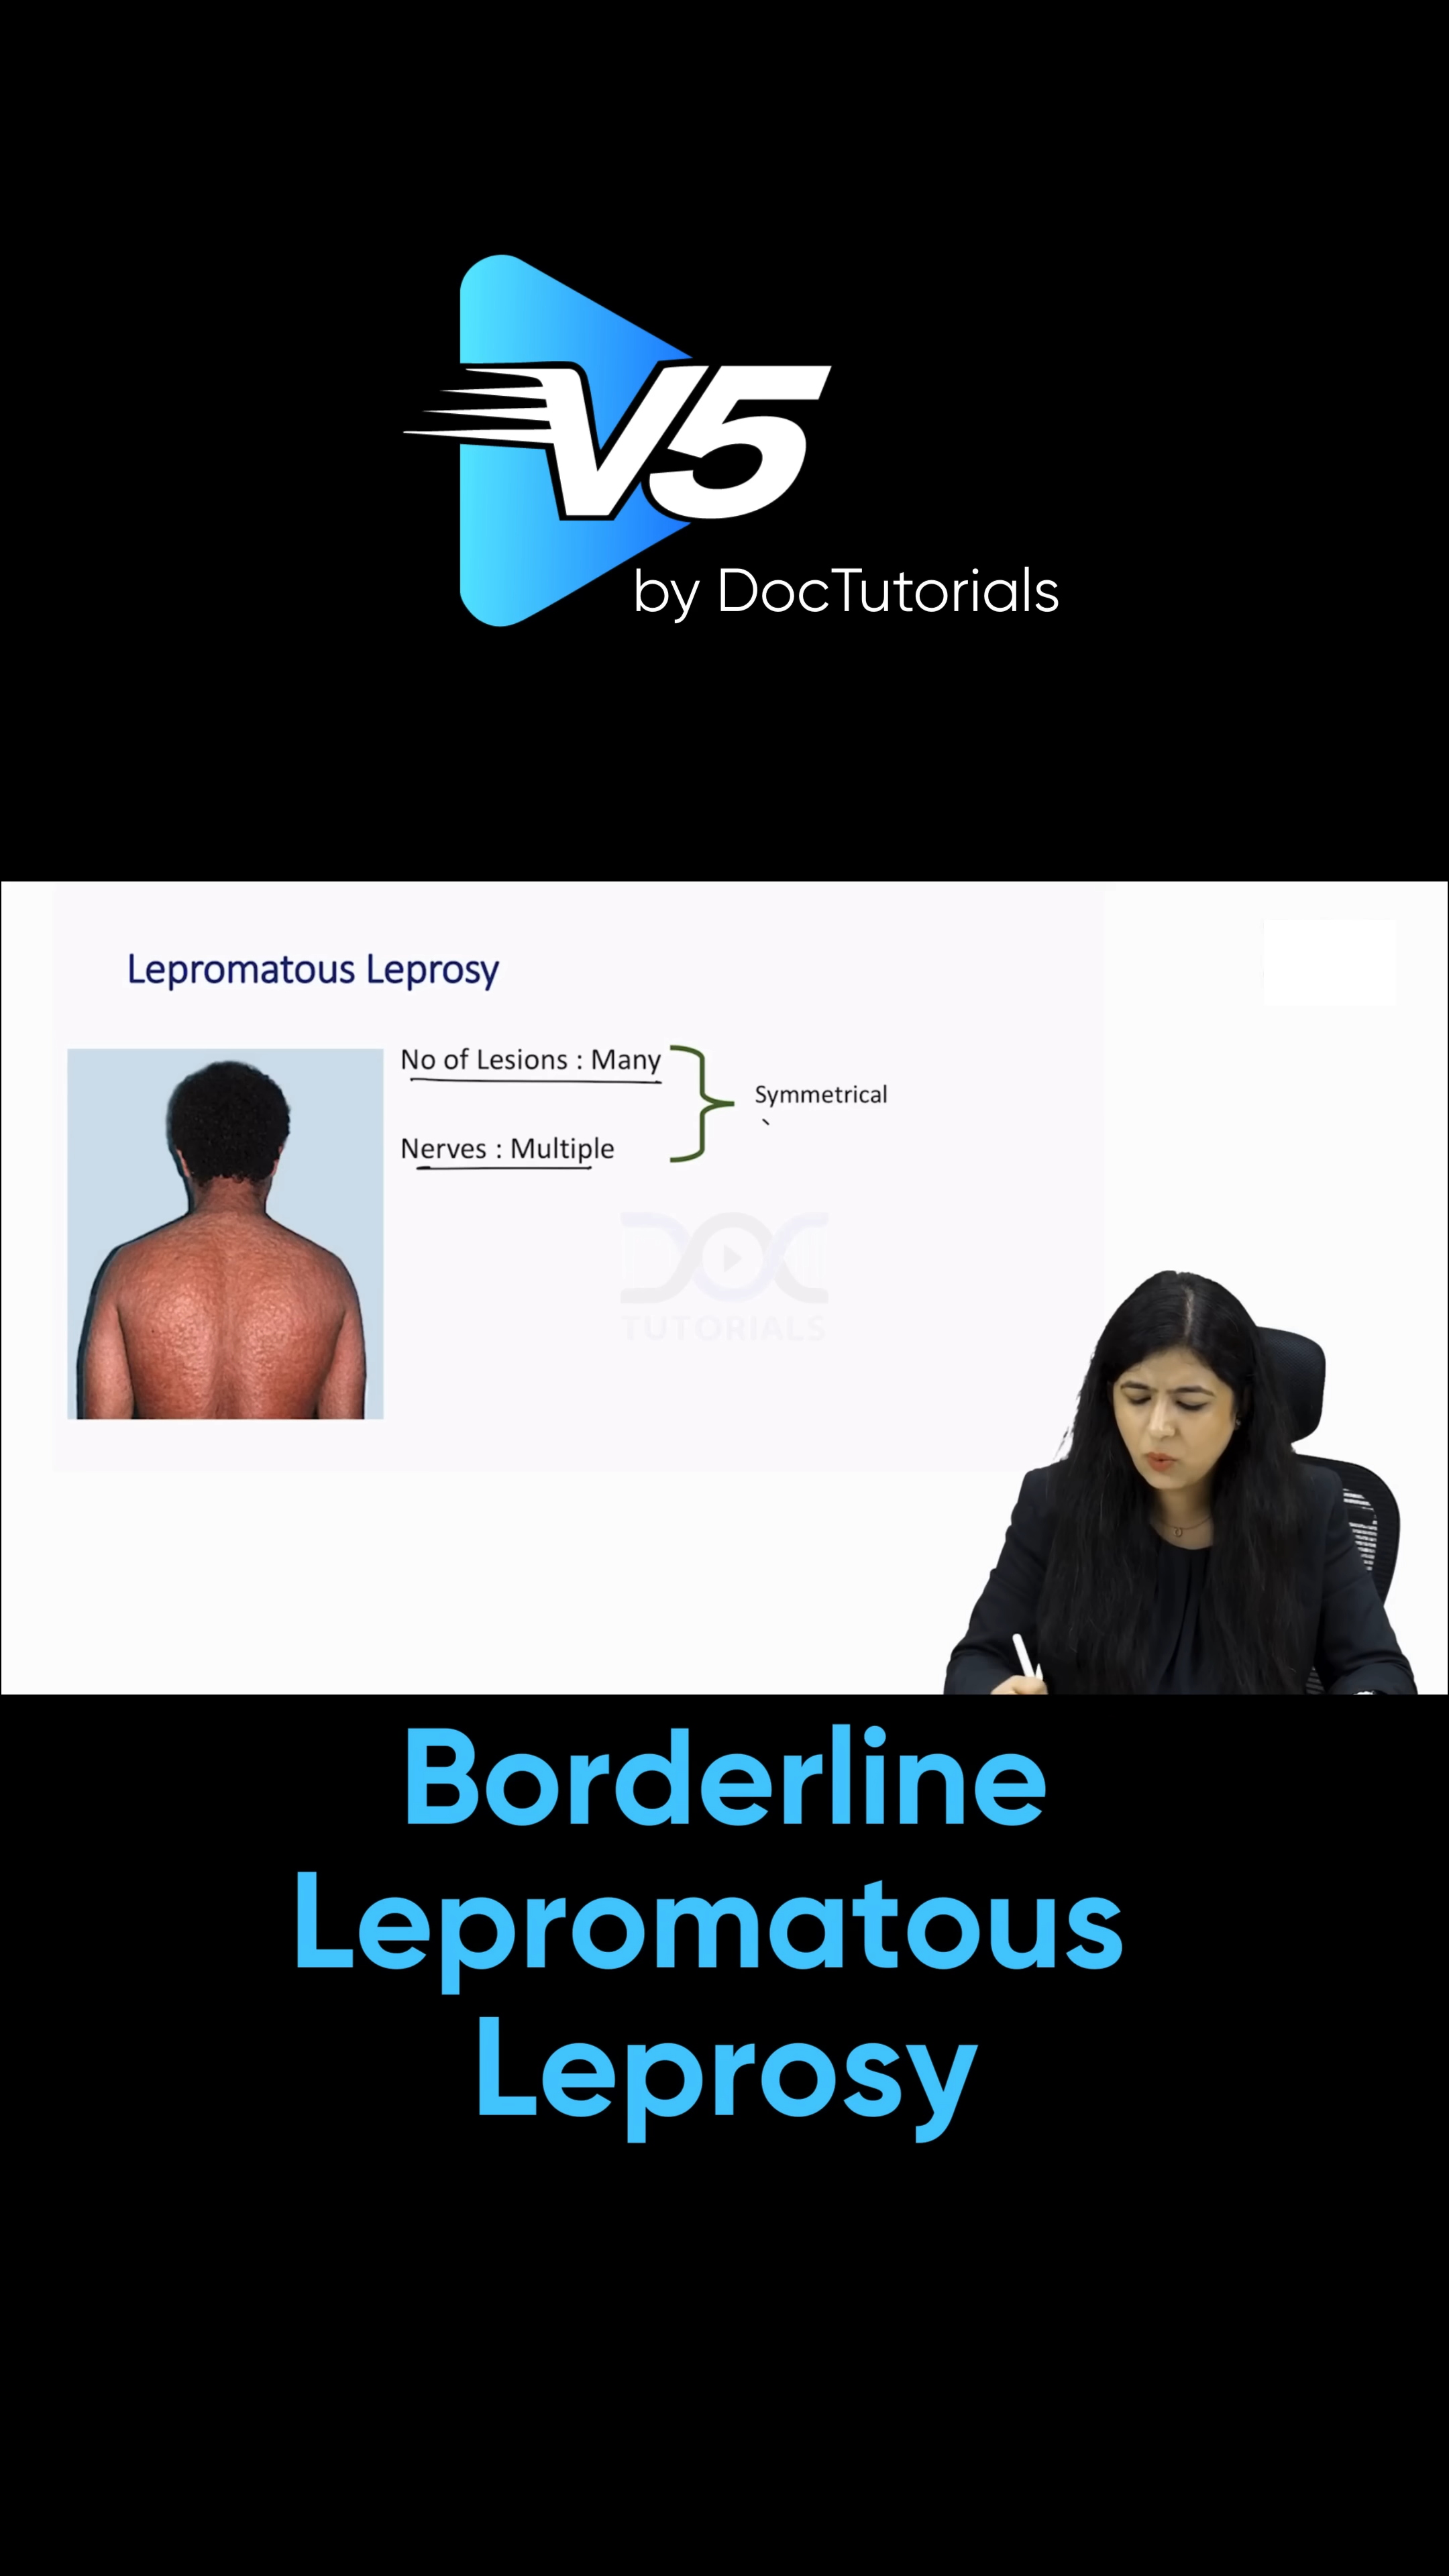 V5
by DocTutorials
Lepromatous Leprosy
No of Lesions : Many
Symmetrical
Nerves : Multiple
DOC
TUTORIALS
Borderline
Lepromatous
Leprosy